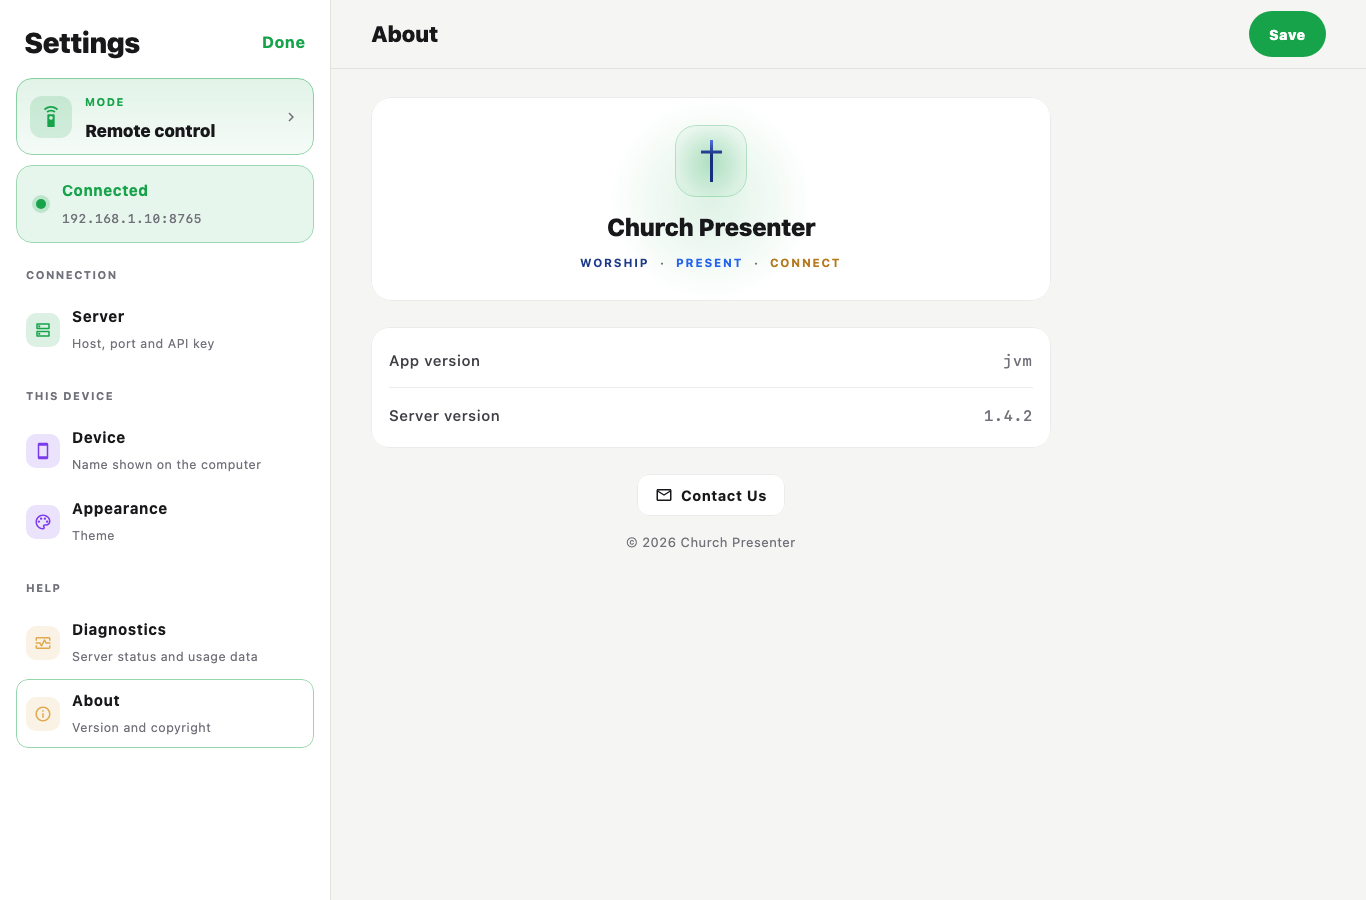 Settings
Done
MODE
Remote control
Connected
192.168.1.10:8765
CONNECTION
Server
Host, port and API key
THIS DEVICE
Device
Name shown on the computer
Appearance
Theme
HELP
Diagnostics
Server status and usage data
About
Version and copyright
About
Save
Church Presenter
WORSHIP · PRESENT · CONNECT
App version jvm
Server version 1.4.2
Contact Us
© 2026 Church Presenter